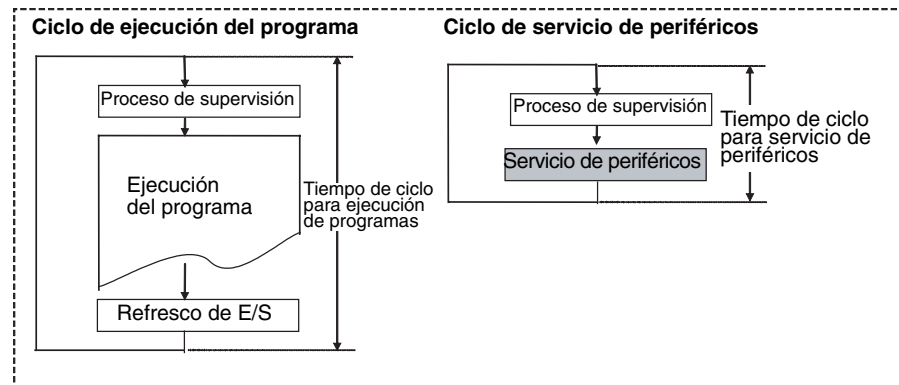 Ciclo de ejecución del programa
Proceso de supervisión
Ejecución
del programa
Tiempo de ciclo
para ejecución
de programas
Refresco de E/S
Ciclo de servicio de periféricos
Proceso de supervisión
Servicio de periféricos
Tiempo de ciclo
para servicio de
periféricos